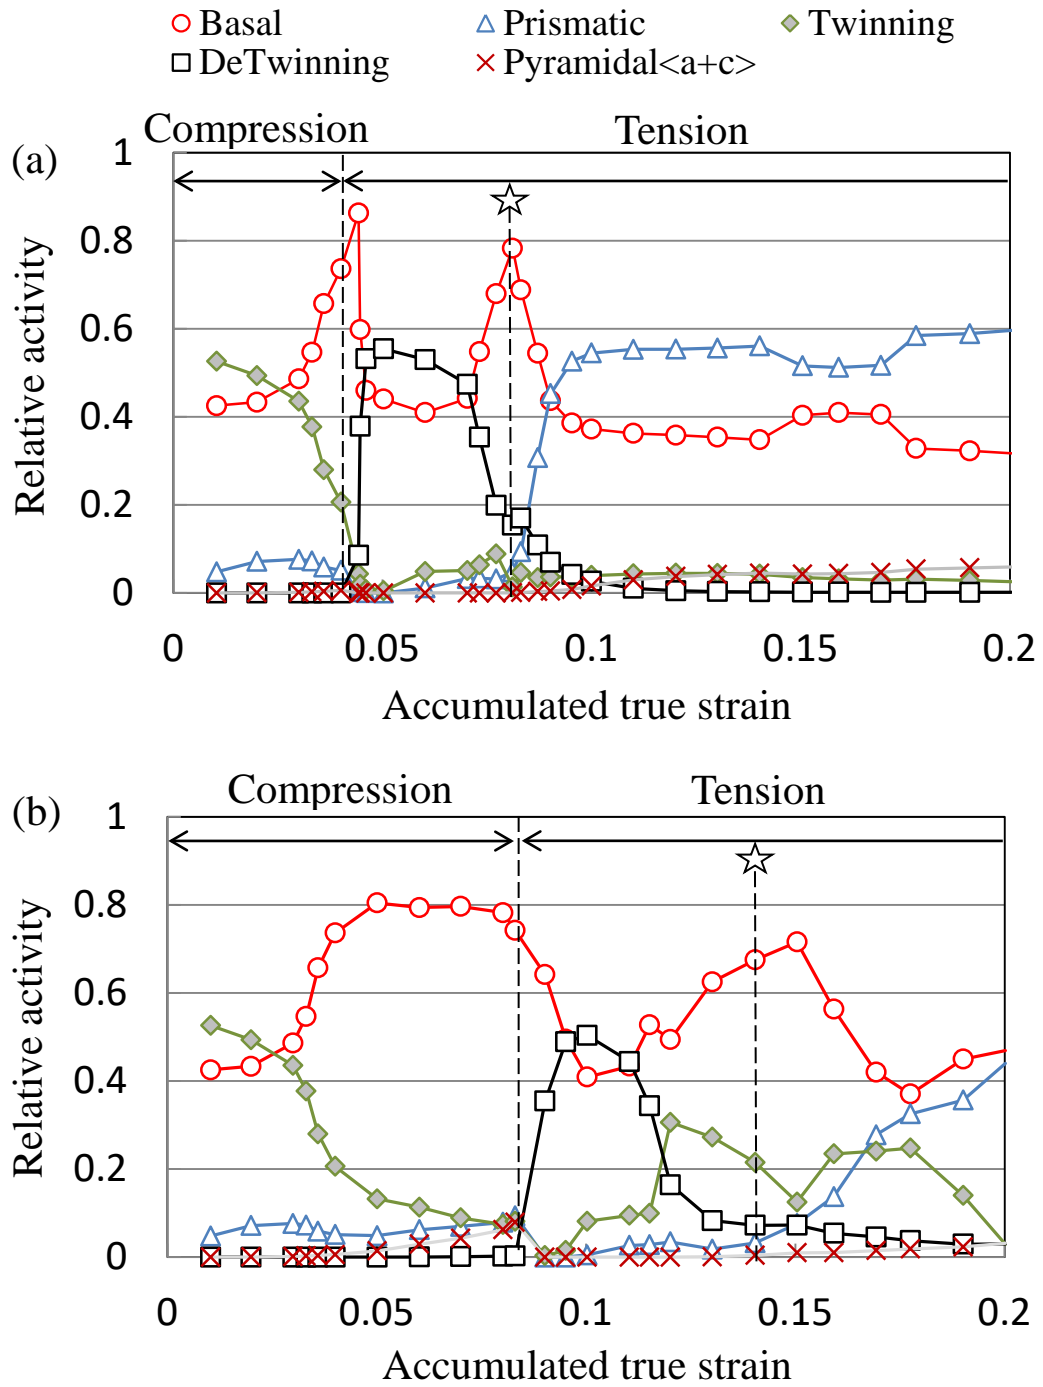 Basal Prismatic Twinning
DeTwinning Pyramidal<a+c>
(a)
Compression Tension
1
0.8
0.6
0.4
0.2
0
Relative activity
0 0.05 0.1 0.15 0.2
Accumulated true strain
(b)
Compression Tension
1
0.8
0.6
0.4
0.2
0
Relative activity
0 0.05 0.1 0.15 0.2
Accumulated true strain